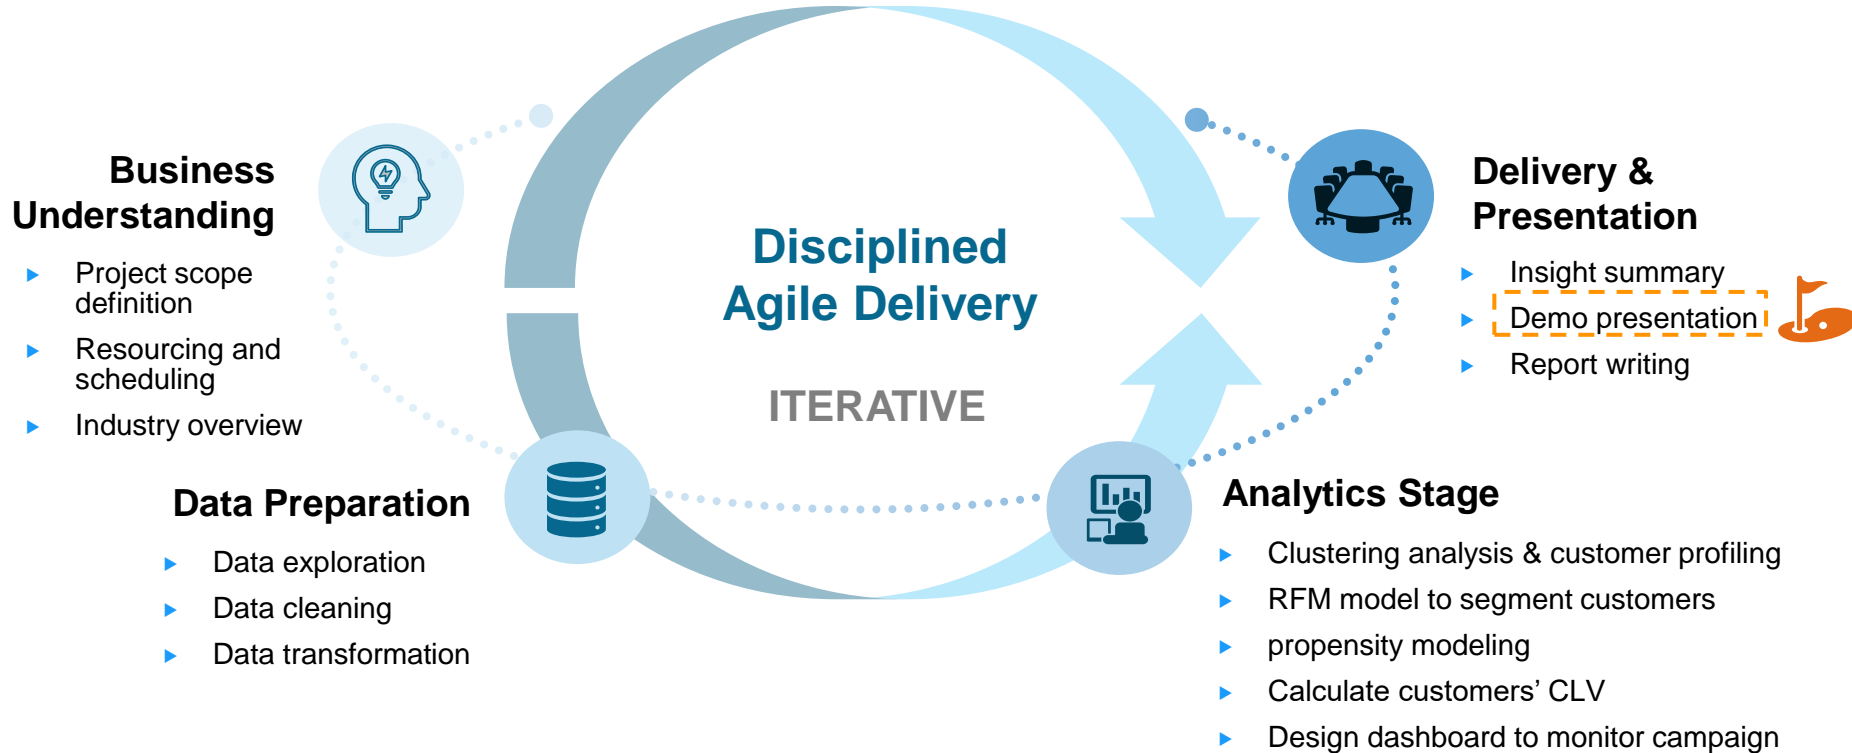 Business
Understanding
Project scope
definition
Resourcing and
scheduling
Industry overview
Data Preparation
Data exploration
Data cleaning
Data transformation
Disciplined
Agile Delivery
ITERATIVE
Delivery &
Presentation
Insight summary
Demo presentation
Report writing
Analytics Stage
Clustering analysis & customer profiling
RFM model to segment customers
propensity modeling
Calculate customers’ CLV
Design dashboard to monitor campaign